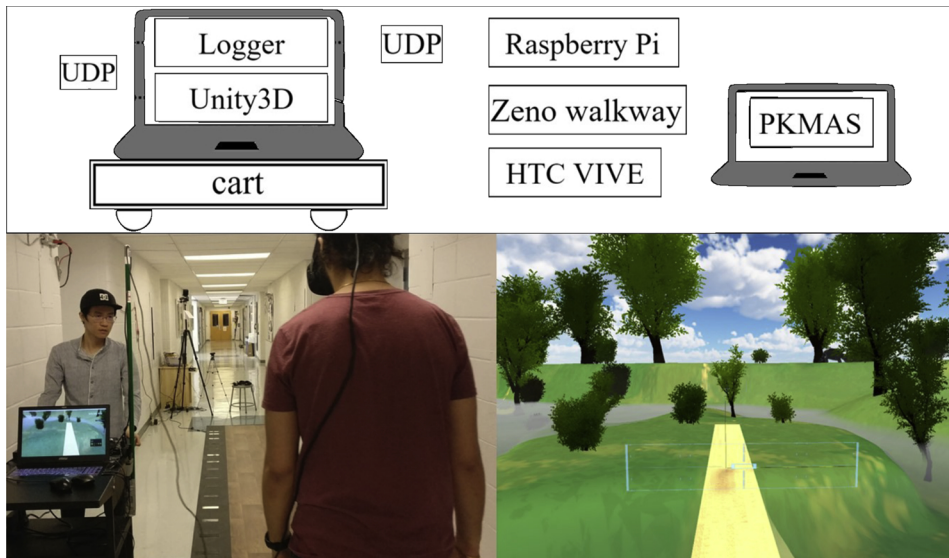 Logger
UDP
UDP
Unity3D
cart
Raspberry Pi
Zeno walkway
HTC VIVE
PKMAS